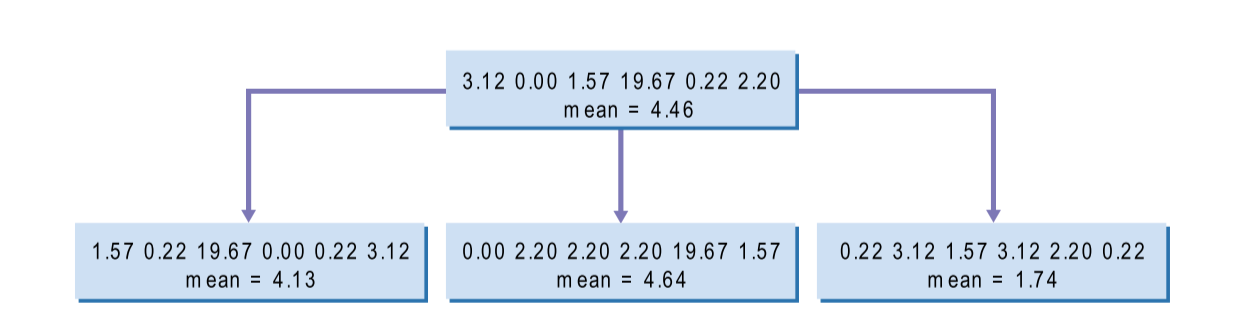 3.12 0.00 1.57 19.67 0.22 2.20
mean = 4.46
1.57 0.22 19.67 0.00 0.22 3.12
mean = 4.13
0.00 2.20 2.20 2.20 19.67 1.57
mean = 4.64
0.22 3.12 1.57 3.12 2.20 0.22
mean = 1.74